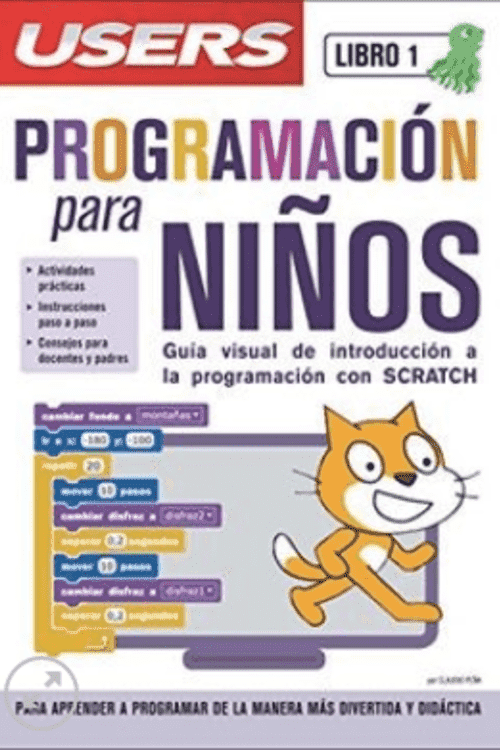 USERS
LIBRO 1
PROGRAMACIÓN
para
NIÑOS
▸ Actividades
prácticas
▸ Instrucciones
paso a paso
▸ Consejos para
docentes y padres
Guía visual de introducción a
la programación con SCRATCH
cambiar fondo a montañas
ir a x: -180 y: -100
repetir 20
mover 10 pasos
cambiar disfraz a disfraz2
esperar 0,2 segundos
mover 10 pasos
cambiar disfraz a disfraz1
esperar 0,2 segundos
por CLAUDIO PEÑA
PARA APRENDER A PROGRAMAR DE LA MANERA MÁS DIVERTIDA Y DIDÁCTICA